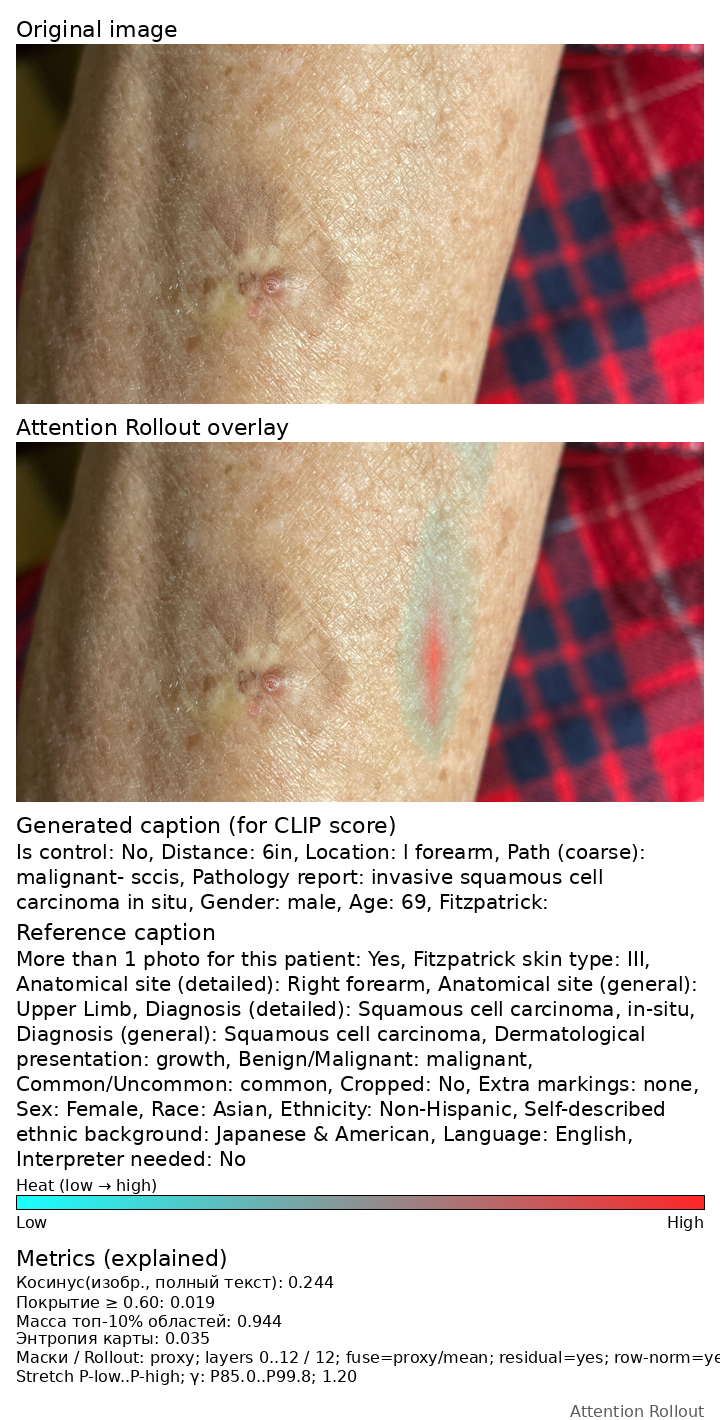 Original image
Attention Rollout overlay
Generated caption (for CLIP score)
Is control: No, Distance: 6in, Location: l forearm, Path (coarse):
malignant- sccis, Pathology report: invasive squamous cell
carcinoma in situ, Gender: male, Age: 69, Fitzpatrick:
Reference caption
More than 1 photo for this patient: Yes, Fitzpatrick skin type: III,
Anatomical site (detailed): Right forearm, Anatomical site (general):
Upper Limb, Diagnosis (detailed): Squamous cell carcinoma, in-situ,
Diagnosis (general): Squamous cell carcinoma, Dermatological
presentation: growth, Benign/Malignant: malignant,
Common/Uncommon: common, Cropped: No, Extra markings: none,
Sex: Female, Race: Asian, Ethnicity: Non-Hispanic, Self-described
ethnic background: Japanese & American, Language: English,
Interpreter needed: No
Heat (low → high)
Low High
Metrics (explained)
Косинус(изобр., полный текст): 0.244
Покрытие ≥ 0.60: 0.019
Масса топ-10% областей: 0.944
Энтропия карты: 0.035
Маски / Rollout: proxy; layers 0..12 / 12; fuse=proxy/mean; residual=yes; row-norm=ye
Stretch P-low..P-high; γ: P85.0..P99.8; 1.20
Attention Rollout